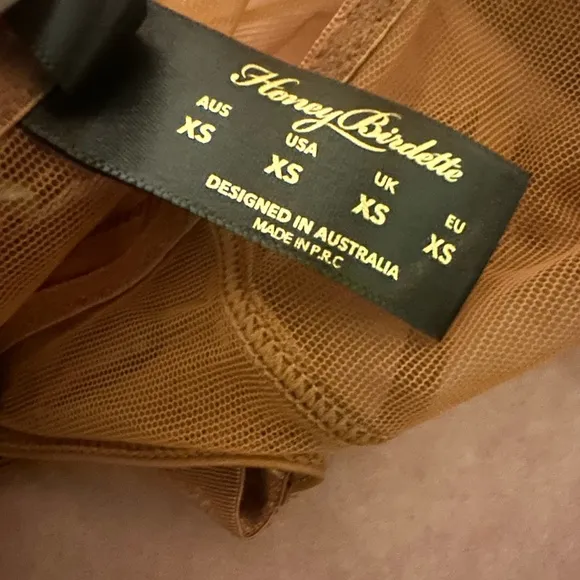 Honey Birdette
AUS USA UK EU
XS XS XS XS
DESIGNED IN AUSTRALIA
MADE IN P.R.C